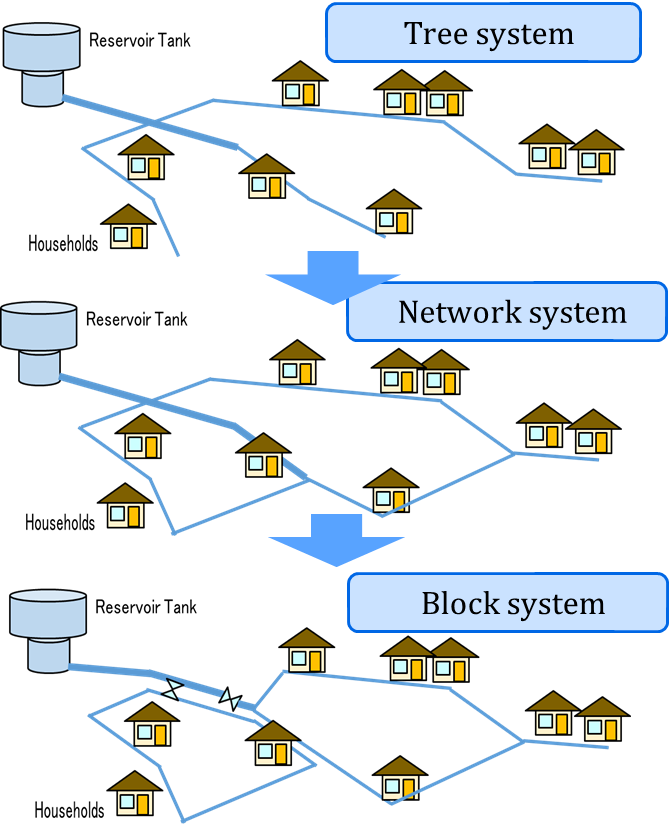 Reservoir Tank
Tree system
Households
Reservoir Tank
Network system
Households
Block system
Reservoir Tank
Households